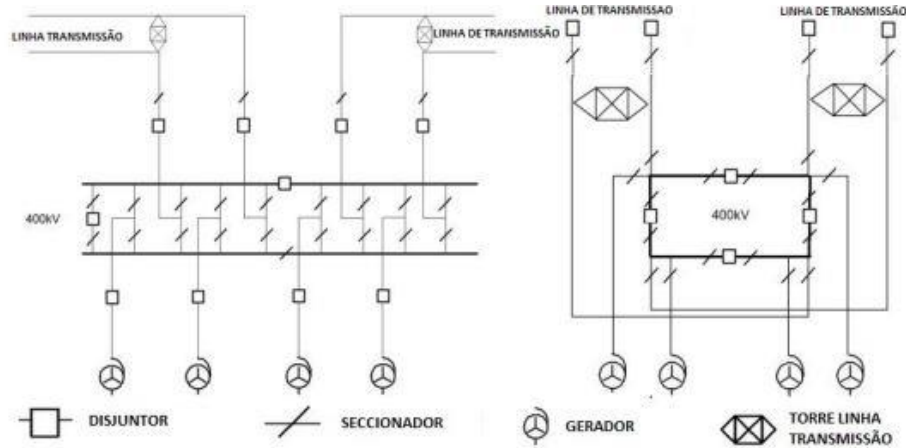 LINHA TRANSMISSÃO
LINHA DE TRANSMISSÃO
LINHA DE TRANSMISSAO
LINHA DE TRANSMISSÃO
400kV
400kV
DISJUNTOR
SECCIONADOR
GERADOR
TORRE LINHA
TRANSMISSÃO